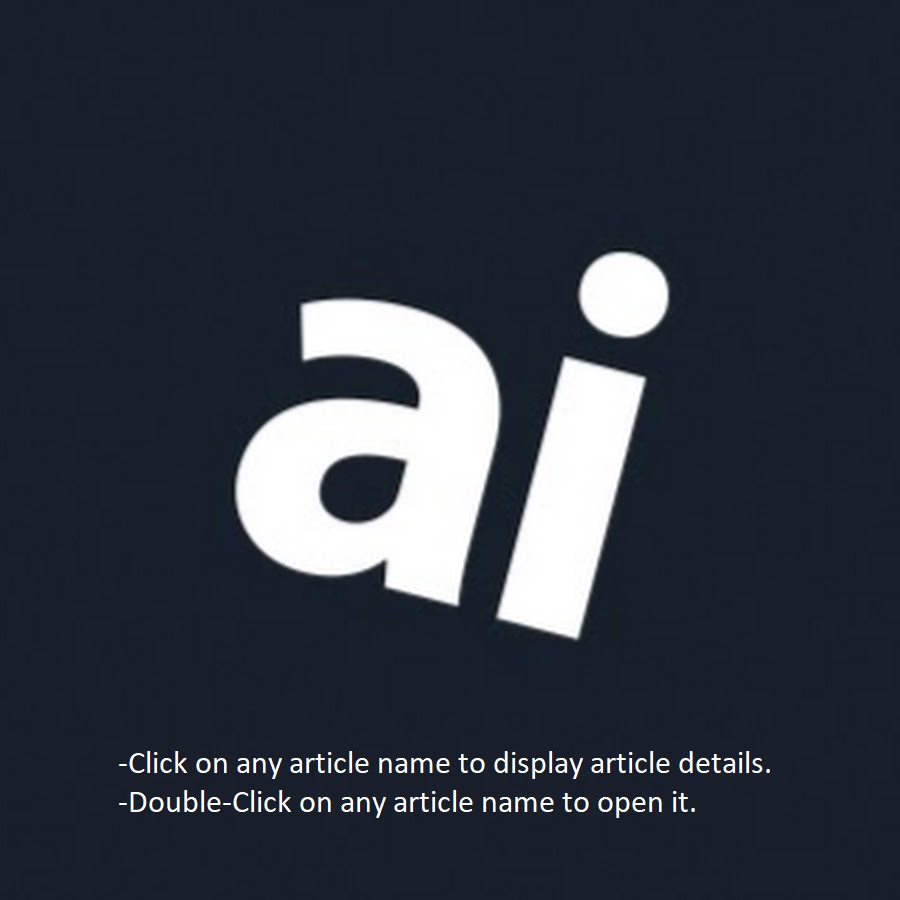 ai
-Click on any article name to display article details.
-Double-Click on any article name to open it.